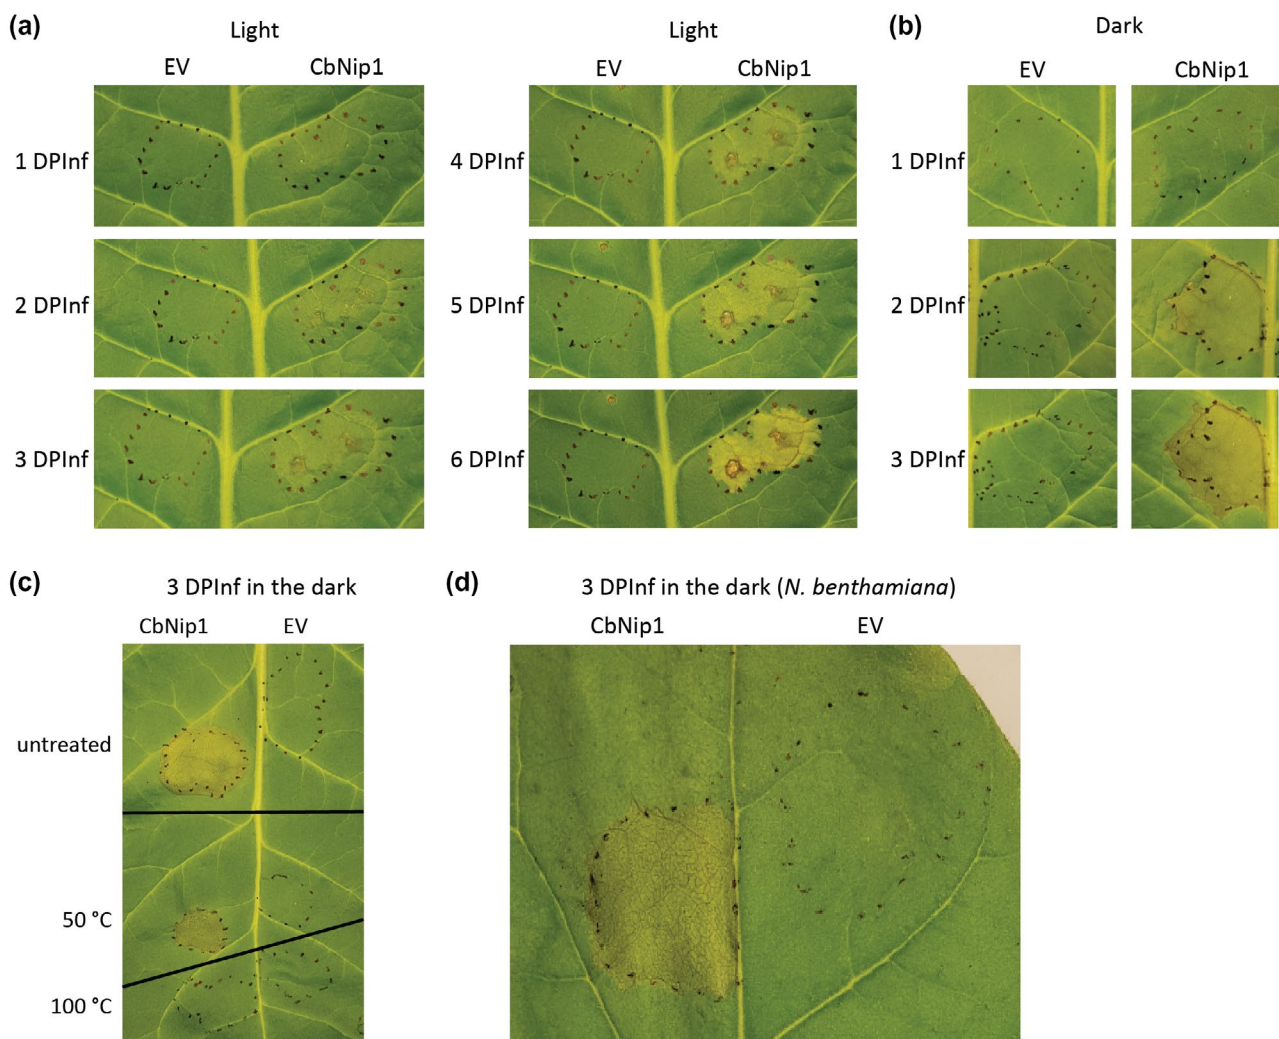 (a)
Light
EV CbNip1
1 DPInf
2 DPInf
3 DPInf
Light
EV CbNip1
4 DPInf
5 DPInf
6 DPInf
(b)
Dark
EV CbNip1
1 DPInf
2 DPInf
3 DPInf
(c)
3 DPInf in the dark
CbNip1 EV
untreated
50 °C
100 °C
(d)
3 DPInf in the dark (N. benthamiana)
CbNip1 EV